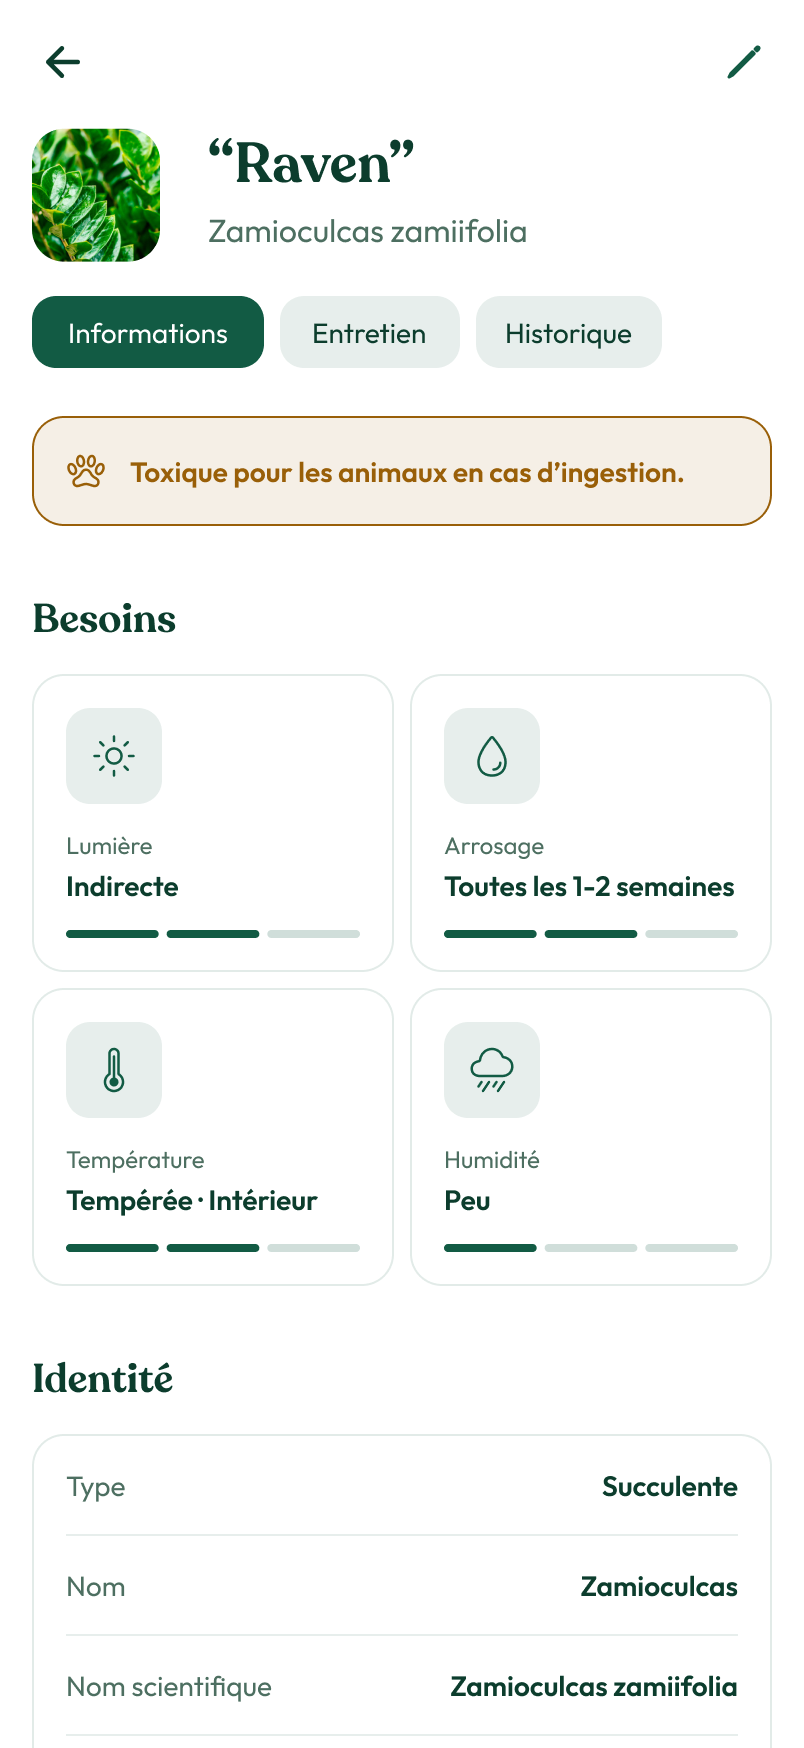 “Raven”
Zamioculcas zamiifolia
Informations
Entretien
Historique
Toxique pour les animaux en cas d’ingestion.
Besoins
Lumière
Indirecte
Arrosage
Toutes les 1-2 semaines
Température
Tempérée · Intérieur
Humidité
Peu
Identité
Type
Succulente
Nom
Zamioculcas
Nom scientifique
Zamioculcas zamiifolia